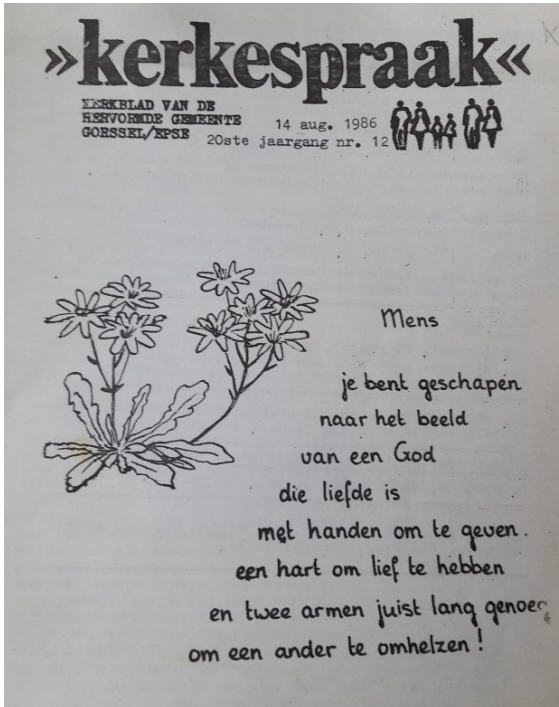 »kerkespraak«
KERKBLAD VAN DE
HERVORMDE GEMEENTE
GORSSEL/EPSE
14 aug. 1986
20ste jaargang nr. 12
Mens
je bent geschapen
naar het beeld
van een God
die liefde is
met handen om te geven.
een hart om lief te hebben
en twee armen juist lang genoeg
om een ander te omhelzen!